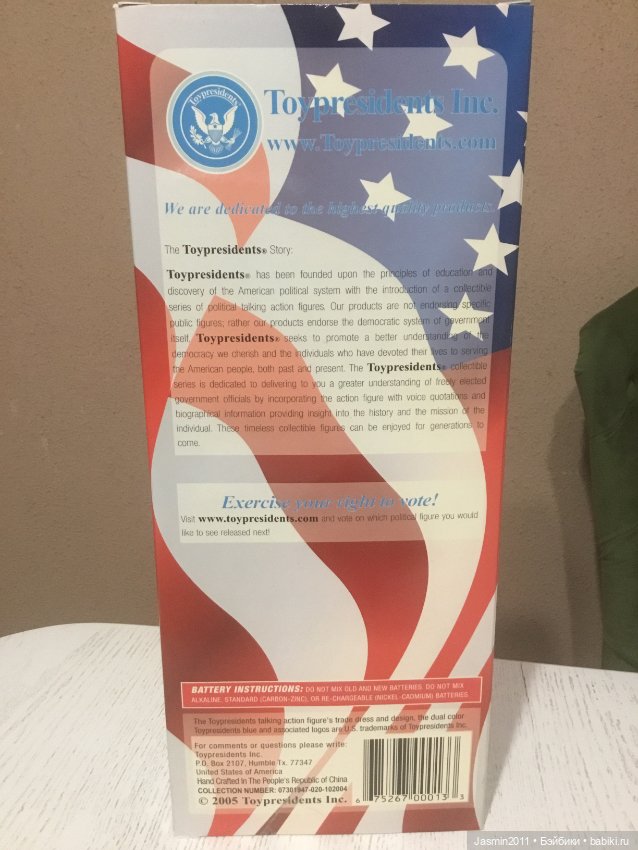 Toypresidents
Toypresidents Inc.
www.Toypresidents.com
We are dedicated to the highest quality products.
The Toypresidents® Story:
Toypresidents® has been founded upon the principles of education and
discovery of the American political system with the introduction of a collectible
series of political talking action figures. Our products are not endorsing specific
public figures; rather our products endorse the democratic system of government
itself. Toypresidents® seeks to promote a better understanding of the
democracy we cherish and the individuals who have devoted their lives to serving
the American people, both past and present. The Toypresidents® collectible
series is dedicated to delivering to you a greater understanding of freely elected
government officials by incorporating the action figure with voice quotations and
biographical information providing insight into the history and the mission of the
individual. These timeless collectible figures can be enjoyed for generations to
come.
Exercise your right to vote!
Visit www.toypresidents.com and vote on which political figure you would
like to see released next!
BATTERY INSTRUCTIONS: DO NOT MIX OLD AND NEW BATTERIES. DO NOT MIX
ALKALINE, STANDARD (CARBON-ZINC), OR RE-CHARGEABLE (NICKEL-CADMIUM) BATTERIES.
The Toypresidents talking action figure's trade dress and design, the dual color
Toypresidents blue and associated logos are U.S. trademarks of Toypresidents Inc.
For comments or questions please write:
Toypresidents Inc.
P.O. Box 2107, Humble Tx. 77347
United States of America
Hand Crafted In The People's Republic of China
COLLECTION NUMBER: 07301947-020-102004
© 2005 Toypresidents Inc.
6 75267 00013 3
Jasmin2011 • Бэйбики • babiki.ru